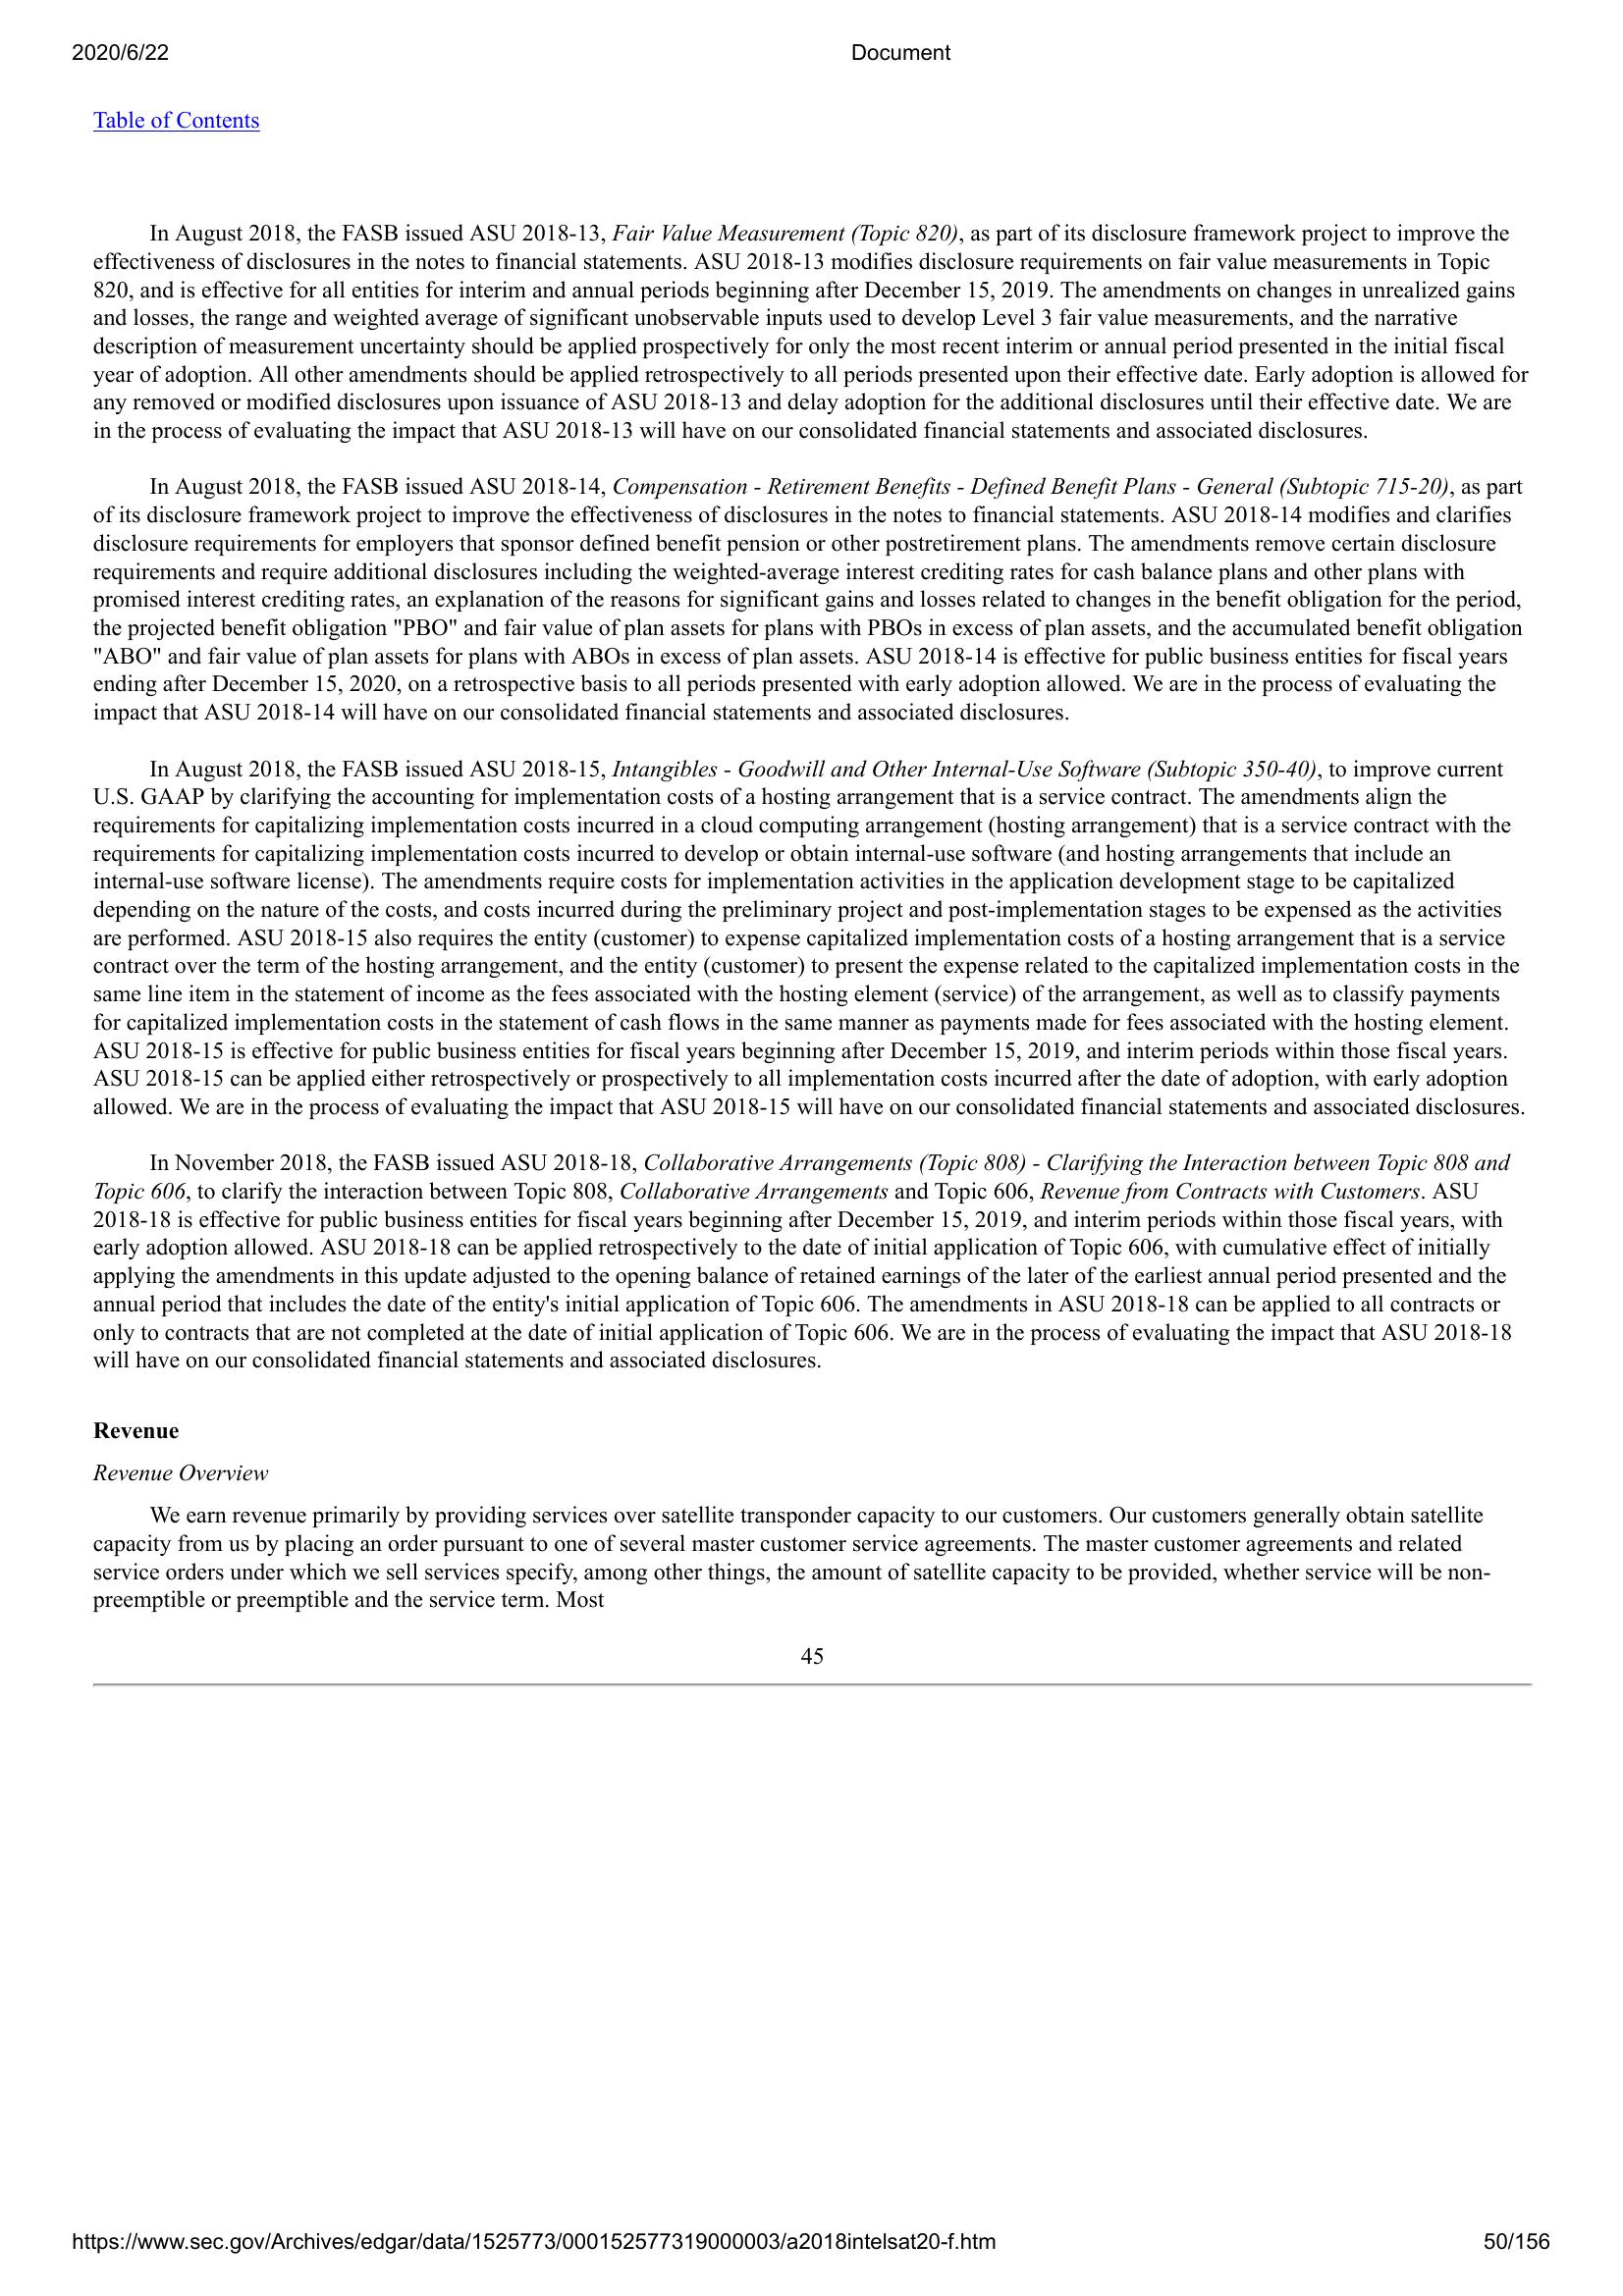 2020/6/22
Document
Table of Contents
In August 2018, the FASB issued ASU 2018-13, Fair Value Measurement (Topic 820), as part of its disclosure framework project to improve the
effectiveness of disclosures in the notes to financial statements. ASU 2018-13 modifies disclosure requirements on fair value measurements in Topic
820, and is effective for all entities for interim and annual periods beginning after December 15, 2019. The amendments on changes in unrealized gains
and losses, the range and weighted average of significant unobservable inputs used to develop Level 3 fair value measurements, and the narrative
description of measurement uncertainty should be applied prospectively for only the most recent interim or annual period presented in the initial fiscal
year of adoption. All other amendments should be applied retrospectively to all periods presented upon their effective date. Early adoption is allowed for
any removed or modified disclosures upon issuance of ASU 2018-13 and delay adoption for the additional disclosures until their effective date. We are
in the process of evaluating the impact that ASU 2018-13 will have on our consolidated financial statements and associated disclosures.
In August 2018, the FASB issued ASU 2018-14, Compensation - Retirement Benefits - Defined Benefit Plans - General (Subtopic 715-20), as part
of its disclosure framework project to improve the effectiveness of disclosures in the notes to financial statements. ASU 2018-14 modifies and clarifies
disclosure requirements for employers that sponsor defined benefit pension or other postretirement plans. The amendments remove certain disclosure
requirements and require additional disclosures including the weighted-average interest crediting rates for cash balance plans and other plans with
promised interest crediting rates, an explanation of the reasons for significant gains and losses related to changes in the benefit obligation for the period,
the projected benefit obligation "PBO" and fair value of plan assets for plans with PBOs in excess of plan assets, and the accumulated benefit obligation
"ABO" and fair value of plan assets for plans with ABOs in excess of plan assets. ASU 2018-14 is effective for public business entities for fiscal years
ending after December 15, 2020, on a retrospective basis to all periods presented with early adoption allowed. We are in the process of evaluating the
impact that ASU 2018-14 will have on our consolidated financial statements and associated disclosures.
In August 2018, the FASB issued ASU 2018-15, Intangibles - Goodwill and Other Internal-Use Software (Subtopic 350-40), to improve current
U.S. GAAP by clarifying the accounting for implementation costs of a hosting arrangement that is a service contract. The amendments align the
requirements for capitalizing implementation costs incurred in a cloud computing arrangement (hosting arrangement) that is a service contract with the
requirements for capitalizing implementation costs incurred to develop or obtain internal-use software (and hosting arrangements that include an
internal-use software license). The amendments require costs for implementation activities in the application development stage to be capitalized
depending on the nature of the costs, and costs incurred during the preliminary project and post-implementation stages to be expensed as the activities
are performed. ASU 2018-15 also requires the entity (customer) to expense capitalized implementation costs of a hosting arrangement that is a service
contract over the term of the hosting arrangement, and the entity (customer) to present the expense related to the capitalized implementation costs in the
same line item in the statement of income as the fees associated with the hosting element (service) of the arrangement, as well as to classify payments
for capitalized implementation costs in the statement of cash flows in the same manner as payments made for fees associated with the hosting element.
ASU 2018-15 is effective for public business entities for fiscal years beginning after December 15, 2019, and interim periods within those fiscal years.
ASU 2018-15 can be applied either retrospectively or prospectively to all implementation costs incurred after the date of adoption, with early adoption
allowed. We are in the process of evaluating the impact that ASU 2018-15 will have on our consolidated financial statements and associated disclosures.
In November 2018, the FASB issued ASU 2018-18, Collaborative Arrangements (Topic 808) - Clarifying the Interaction between Topic 808 and
Topic 606, to clarify the interaction between Topic 808, Collaborative Arrangements and Topic 606, Revenue from Contracts with Customers. ASU
2018-18 is effective for public business entities for fiscal years beginning after December 15, 2019, and interim periods within those fiscal years, with
early adoption allowed. ASU 2018-18 can be applied retrospectively to the date of initial application of Topic 606, with cumulative effect of initially
applying the amendments in this update adjusted to the opening balance of retained earnings of the later of the earliest annual period presented and the
annual period that includes the date of the entity's initial application of Topic 606. The amendments in ASU 2018-18 can be applied to all contracts or
only to contracts that are not completed at the date of initial application of Topic 606. We are in the process of evaluating the impact that ASU 2018-18
will have on our consolidated financial statements and associated disclosures.
Revenue
Revenue Overview
We earn revenue primarily by providing services over satellite transponder capacity to our customers. Our customers generally obtain satellite
capacity from us by placing an order pursuant to one of several master customer service agreements. The master customer agreements and related
service orders under which we sell services specify, among other things, the amount of satellite capacity to be provided, whether service will be non-
preemptible or preemptible and the service term. Most
45
https://www.sec.gov/Archives/edgar/data/1525773/000152577319000003/a2018intelsat20-f.htm
50/156